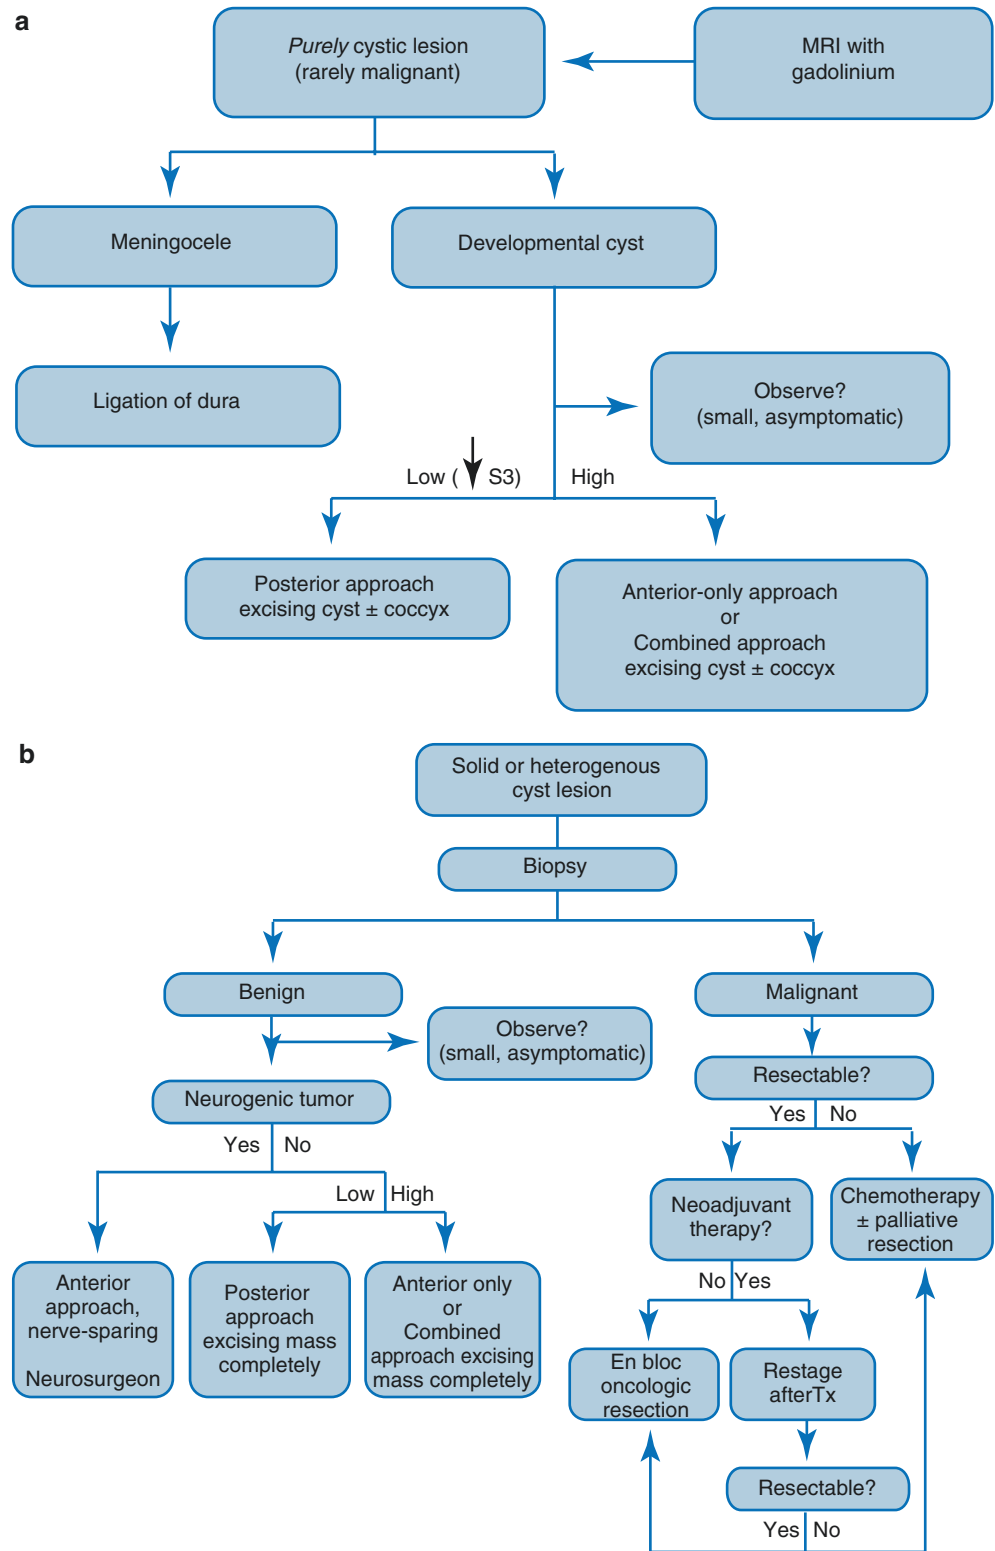 a
Purely cystic lesion
(rarely malignant)
MRI with
gadolinium
Meningocele
Developmental cyst
Ligation of dura
Observe?
(small, asymptomatic)
Low ( S3)
High
Posterior approach
excising cyst ± coccyx
Anterior-only approach
or
Combined approach
excising cyst ± coccyx
b
Solid or heterogenous
cyst lesion
Biopsy
Benign
Malignant
Observe?
(small, asymptomatic)
Resectable?
Neurogenic tumor
Yes No
Yes No
Low High
Neoadjuvant
therapy?
Chemotherapy
± palliative
resection
Anterior
approach,
nerve-sparing
Neurosurgeon
Posterior
approach
excising mass
completely
Anterior only
or
Combined
approach excising
mass completely
No Yes
En bloc
oncologic
resection
Restage
afterTx
Resectable?
Yes No